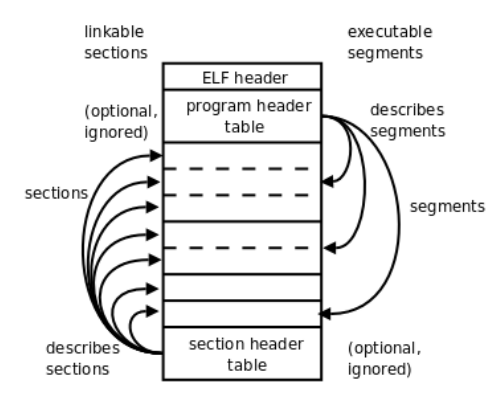 linkable
sections
executable
segments
ELF header
(optional,
ignored)
program header
table
describes
segments
sections
segments
describes
sections
section header
table
(optional,
ignored)